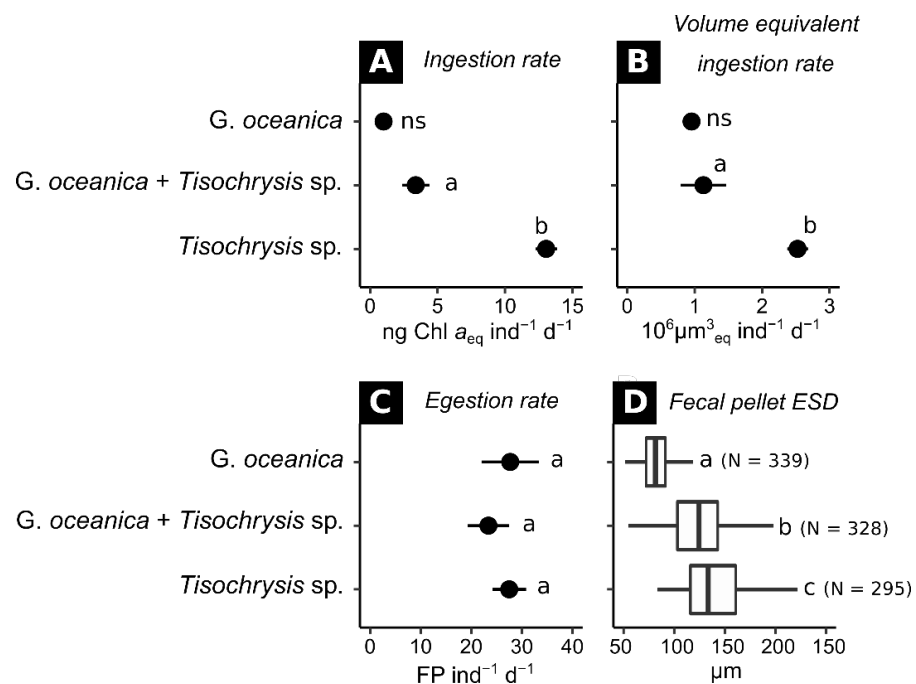 Volume equivalent
A Ingestion rate B ingestion rate
G. oceanica ns ns
G. oceanica + Tisochrysis sp. a a
Tisochrysis sp. b b
0 5 10 15 0 1 2 3
ng Chl aeq ind⁻¹ d⁻¹ 10⁶µm³eq ind⁻¹ d⁻¹
C Egestion rate D Fecal pellet ESD
G. oceanica a a (N = 339)
G. oceanica + Tisochrysis sp. a b (N = 328)
Tisochrysis sp. a c (N = 295)
0 10 20 30 40 50 100 150 200 250
FP ind⁻¹ d⁻¹ µm